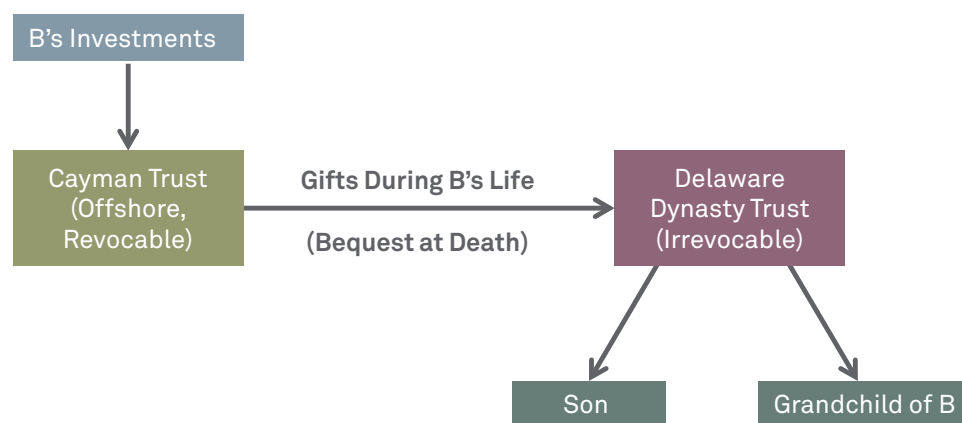 B’s Investments
Cayman Trust
(Offshore,
Revocable)
Gifts During B’s Life
(Bequest at Death)
Delaware
Dynasty Trust
(Irrevocable)
Son
Grandchild of B